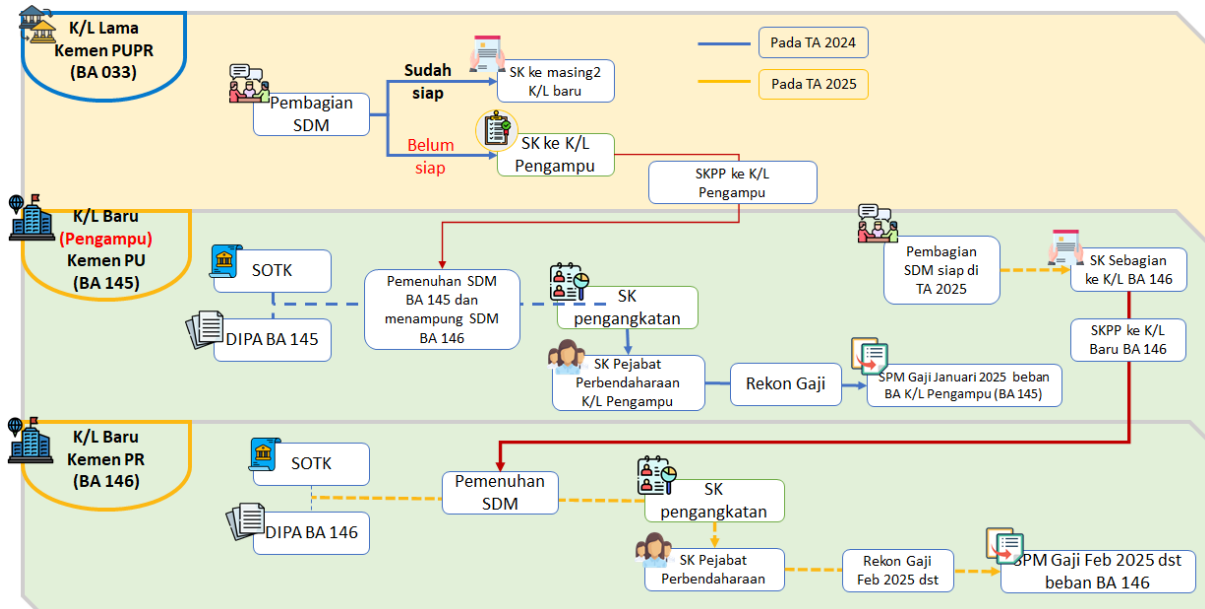 K/L Lama
Kemen PUPR
(BA 033)
Pembagian
SDM
Sudah
siap
SK ke masing2
K/L baru
Belum
siap
SK ke K/L
Pengampu
SKPP ke K/L
Pengampu
Pada TA 2024
Pada TA 2025
K/L Baru
(Pengampu)
Kemen PU
(BA 145)
SOTK
DIPA BA 145
Pemenuhan SDM
BA 145 dan
menampung SDM
BA 146
SK
pengangkatan
SK Pejabat
Perbendaharaan
K/L Pengampu
Rekon Gaji
SPM Gaji Januari 2025 beban
BA K/L Pengampu (BA 145)
Pembagian
SDM siap di
TA 2025
SK Sebagian
ke K/L BA 146
SKPP ke K/L
Baru BA 146
K/L Baru
Kemen PR
(BA 146)
SOTK
DIPA BA 146
Pemenuhan
SDM
SK
pengangkatan
SK Pejabat
Perbendaharaan
Rekon Gaji
Feb 2025 dst
SPM Gaji Feb 2025 dst
beban BA 146